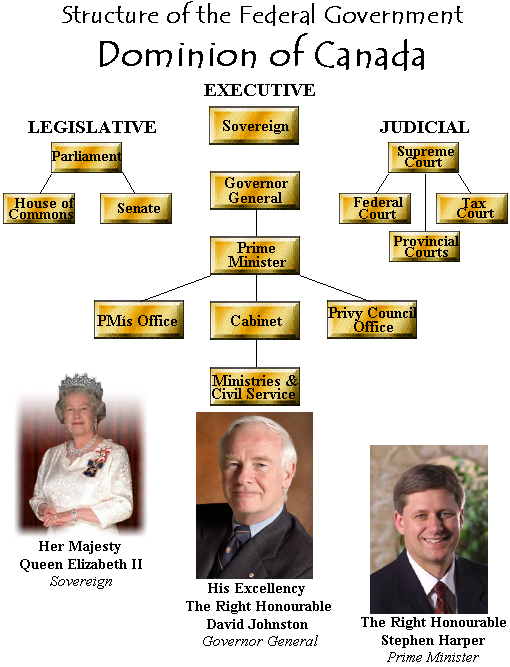 Structure of the Federal Government
Dominion of Canada
EXECUTIVE
LEGISLATIVE
JUDICIAL
Sovereign
Parliament
Supreme
Court
Governor
General
House of
Commons
Senate
Federal
Court
Tax
Court
Provincial
Courts
Prime
Minister
PMis Office
Cabinet
Privy Council
Office
Ministries &
Civil Service
Her Majesty
Queen Elizabeth II
Sovereign
His Excellency
The Right Honourable
David Johnston
Governor General
The Right Honourable
Stephen Harper
Prime Minister